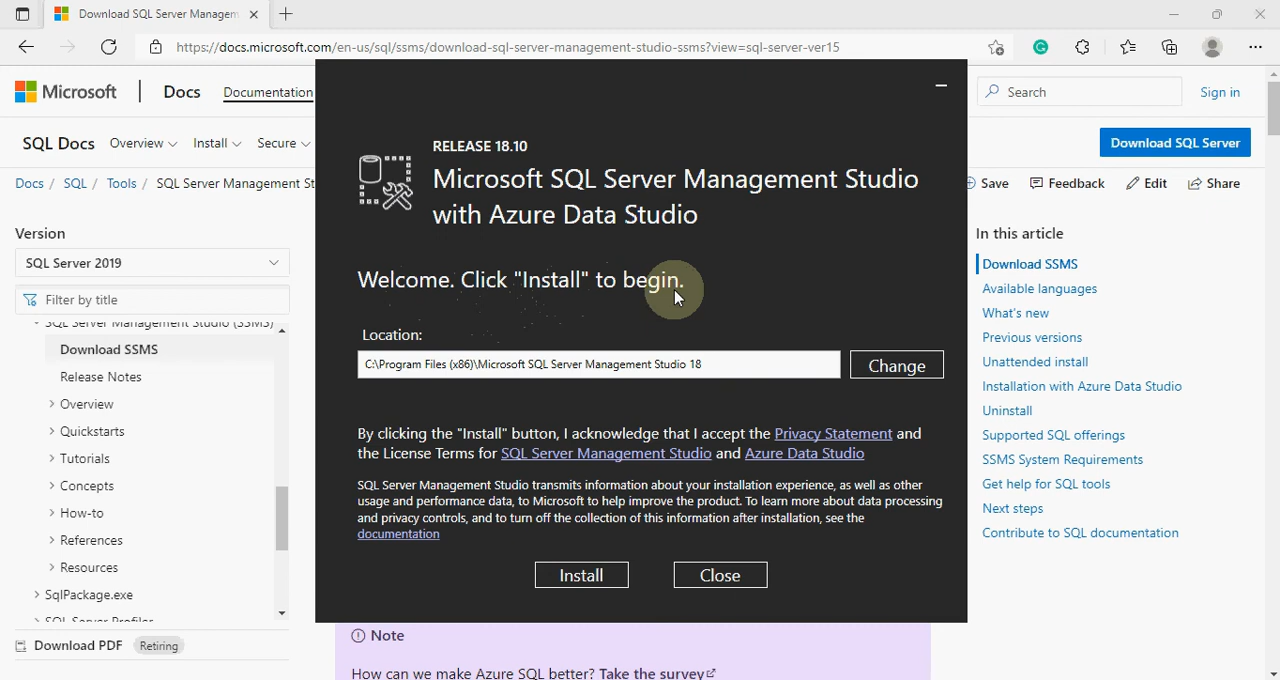 Download SQL Server Managem
https://docs.microsoft.com/en-us/sql/ssms/download-sql-server-management-studio-ssms?view=sql-server-ver15
Microsoft
Docs
Documentation
Search
Sign in
SQL Docs
Overview
Install
Secure
Download SQL Server
Docs / SQL / Tools / SQL Server Management St
Save
Feedback
Edit
Share
Version
SQL Server 2019
Filter by title
SQL Server Management Studio (SSMS)
Download SSMS
Release Notes
Overview
Quickstarts
Tutorials
Concepts
How-to
References
Resources
SqlPackage.exe
SQL Server Profiler
Download PDF
Retiring
RELEASE 18.10
Microsoft SQL Server Management Studio
with Azure Data Studio
Welcome. Click "Install" to begin.
Location:
C:\Program Files (x86)\Microsoft SQL Server Management Studio 18
Change
By clicking the "Install" button, I acknowledge that I accept the Privacy Statement and
the License Terms for SQL Server Management Studio and Azure Data Studio
SQL Server Management Studio transmits information about your installation experience, as well as other
usage and performance data, to Microsoft to help improve the product. To learn more about data processing
and privacy controls, and to turn off the collection of this information after installation, see the
documentation
Install
Close
Note
How can we make Azure SQL better? Take the survey
In this article
Download SSMS
Available languages
What's new
Previous versions
Unattended install
Installation with Azure Data Studio
Uninstall
Supported SQL offerings
SSMS System Requirements
Get help for SQL tools
Next steps
Contribute to SQL documentation